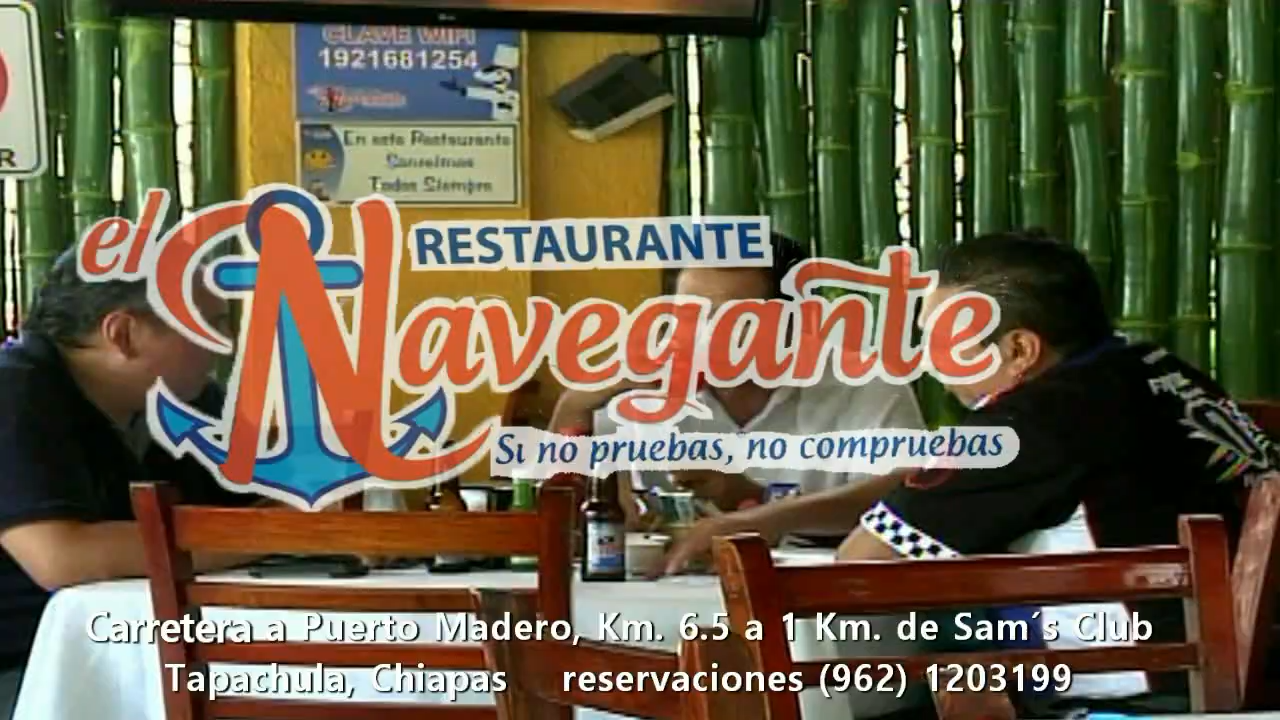 CLAVE WIFI
1921681254
En este Restaurante
Sonreimos
Todos Siempre
R
el
RESTAURANTE
Navegante
Si no pruebas, no compruebas
Carretera a Puerto Madero, Km. 6.5 a 1 Km. de Sam´s Club
Tapachula, Chiapas reservaciones (962) 1203199